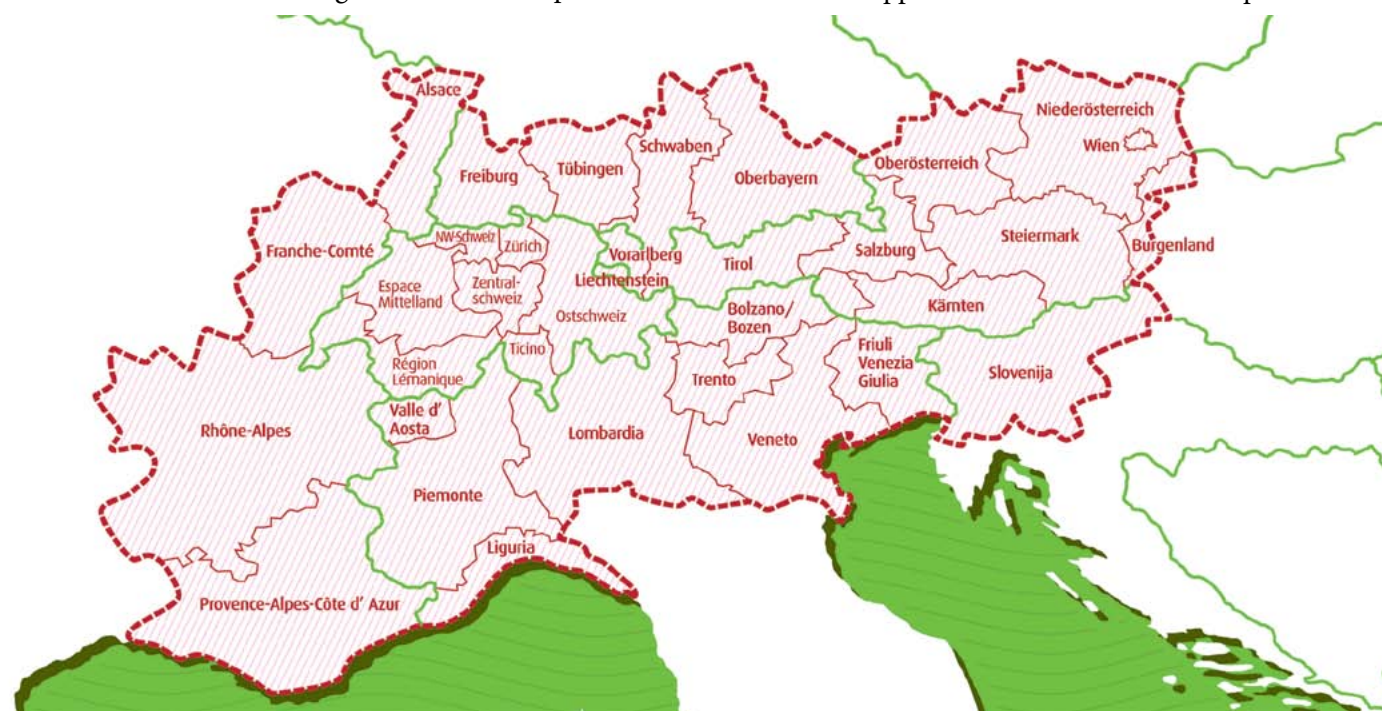 Alsace
Niederösterreich
Wien
Schwaben
Oberösterreich
Tübingen
Freiburg
Oberbayern
NW-Schweiz
Zürich
Franche-Comté
Vorarlberg
Tirol
Salzburg
Steiermark
Burgenland
Liechtenstein
Zentral-
schweiz
Espace
Mittelland
Ostschweiz
Bolzano/
Bozen
Kärnten
Ticino
Friuli
Venezia
Giulia
Région
Lémanique
Trento
Slovenija
Valle d'
Aosta
Rhône-Alpes
Lombardia
Veneto
Piemonte
Liguria
Provence-Alpes-Côte d' Azur